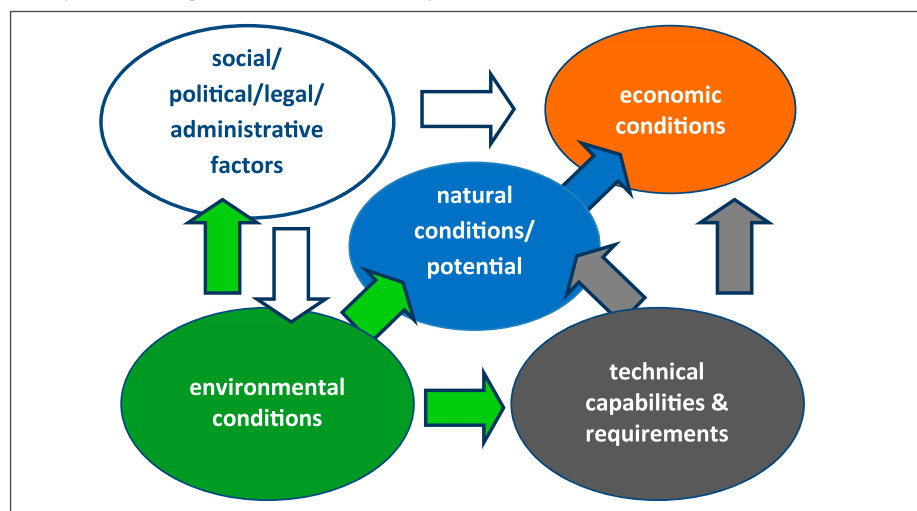 social/
political/legal/
administrative
factors
economic
conditions
natural
conditions/
potential
environmental
conditions
technical
capabilities &
requirements